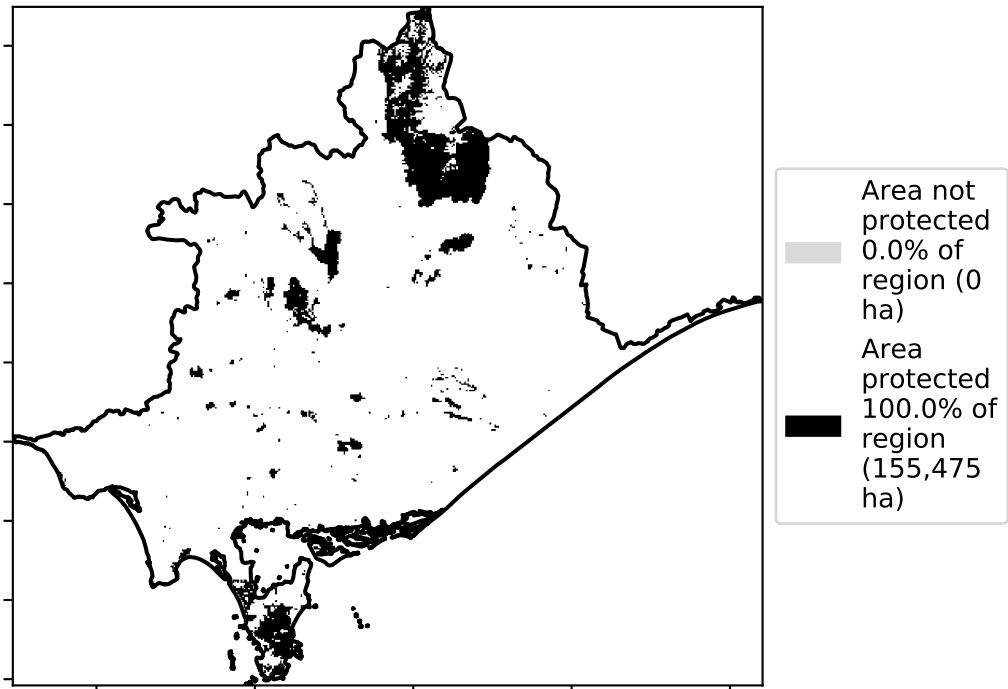 Area not
protected
0.0% of
region (0
ha)
Area
protected
100.0% of
region
(155,475
ha)